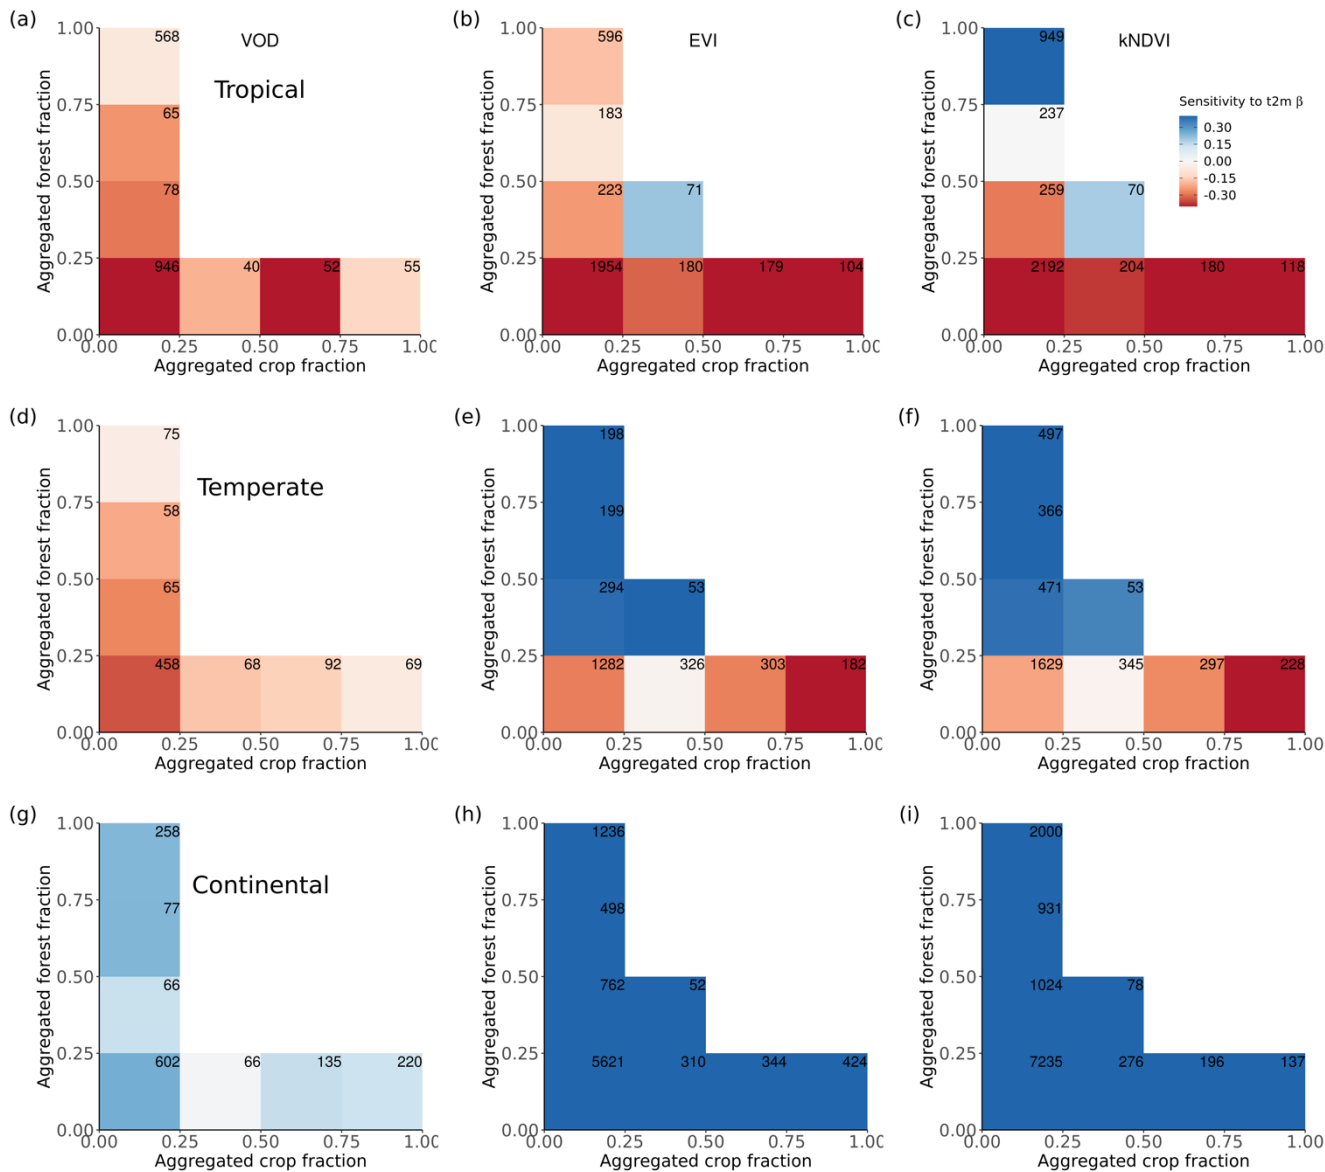 (a)
VOD
Tropical
Aggregated forest fraction
1.00
0.75
0.50
0.25
0.00
568
65
78
946 40 52 55
0.00 0.25 0.50 0.75 1.00
Aggregated crop fraction
(b)
EVI
Aggregated forest fraction
1.00
0.75
0.50
0.25
0.00
596
183
223 71
1954 180 179 104
0.00 0.25 0.50 0.75 1.00
Aggregated crop fraction
(c)
kNDVI
Aggregated forest fraction
1.00
0.75
0.50
0.25
0.00
949
237
259 70
2192 204 180 118
0.00 0.25 0.50 0.75 1.00
Aggregated crop fraction
Sensitivity to t2m β
0.30
0.15
0.00
-0.15
-0.30
(d)
Temperate
Aggregated forest fraction
1.00
0.75
0.50
0.25
0.00
75
58
65
458 68 92 69
0.00 0.25 0.50 0.75 1.00
Aggregated crop fraction
(e)
Aggregated forest fraction
1.00
0.75
0.50
0.25
0.00
198
199
294 53
1282 326 303 182
0.00 0.25 0.50 0.75 1.00
Aggregated crop fraction
(f)
Aggregated forest fraction
1.00
0.75
0.50
0.25
0.00
497
366
471 53
1629 345 297 228
0.00 0.25 0.50 0.75 1.00
Aggregated crop fraction
(g)
Continental
Aggregated forest fraction
1.00
0.75
0.50
0.25
0.00
258
77
66
602 66 135 220
0.00 0.25 0.50 0.75 1.00
Aggregated crop fraction
(h)
Aggregated forest fraction
1.00
0.75
0.50
0.25
0.00
1236
498
762 52
5621 310 344 424
0.00 0.25 0.50 0.75 1.00
Aggregated crop fraction
(i)
Aggregated forest fraction
1.00
0.75
0.50
0.25
0.00
2000
931
1024 78
7235 276 196 137
0.00 0.25 0.50 0.75 1.00
Aggregated crop fraction